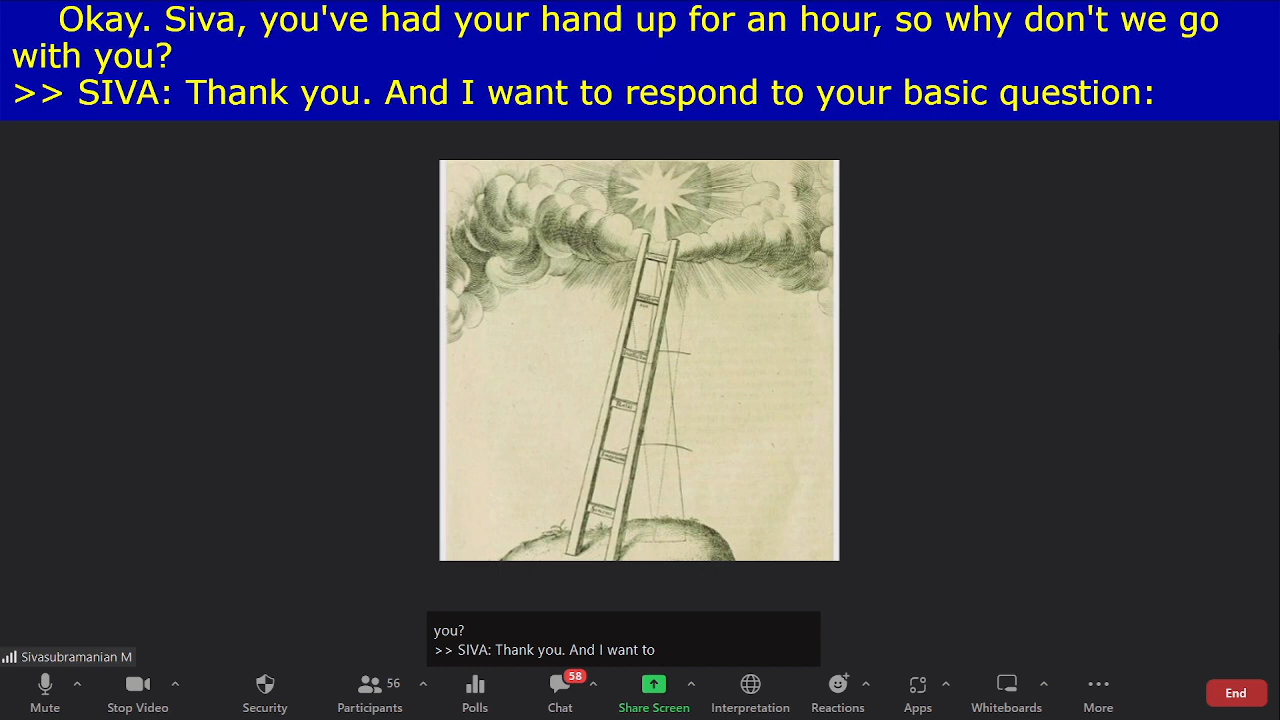 Okay. Siva, you've had your hand up for an hour, so why don't we go
with you?
>> SIVA: Thank you. And I want to respond to your basic question:
you?
>> SIVA: Thank you. And I want to
Sivasubramanian M
58
56
Mute
Stop Video
Security
Participants
Polls
Chat
Share Screen
Interpretation
Reactions
Apps
Whiteboards
More
End